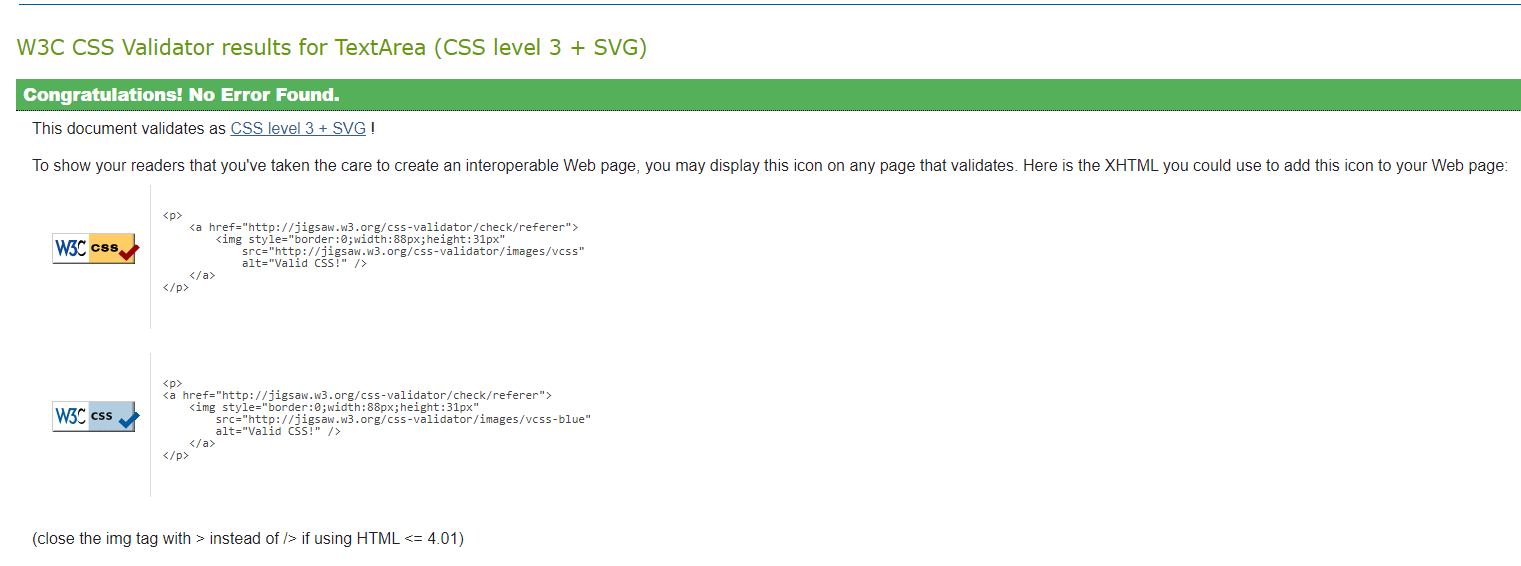 W3C CSS Validator results for TextArea (CSS level 3 + SVG)
Congratulations! No Error Found.
This document validates as CSS level 3 + SVG !
To show your readers that you've taken the care to create an interoperable Web page, you may display this icon on any page that validates. Here is the XHTML you could use to add this icon to your Web page:
W3C css
<p>
<a href="http://jigsaw.w3.org/css-validator/check/referer">
<img style="border:0;width:88px;height:31px"
src="http://jigsaw.w3.org/css-validator/images/vcss"
alt="Valid CSS!" />
</a>
</p>
W3C css
<p>
<a href="http://jigsaw.w3.org/css-validator/check/referer">
<img style="border:0;width:88px;height:31px"
src="http://jigsaw.w3.org/css-validator/images/vcss-blue"
alt="Valid CSS!" />
</a>
</p>
(close the img tag with > instead of /> if using HTML <= 4.01)